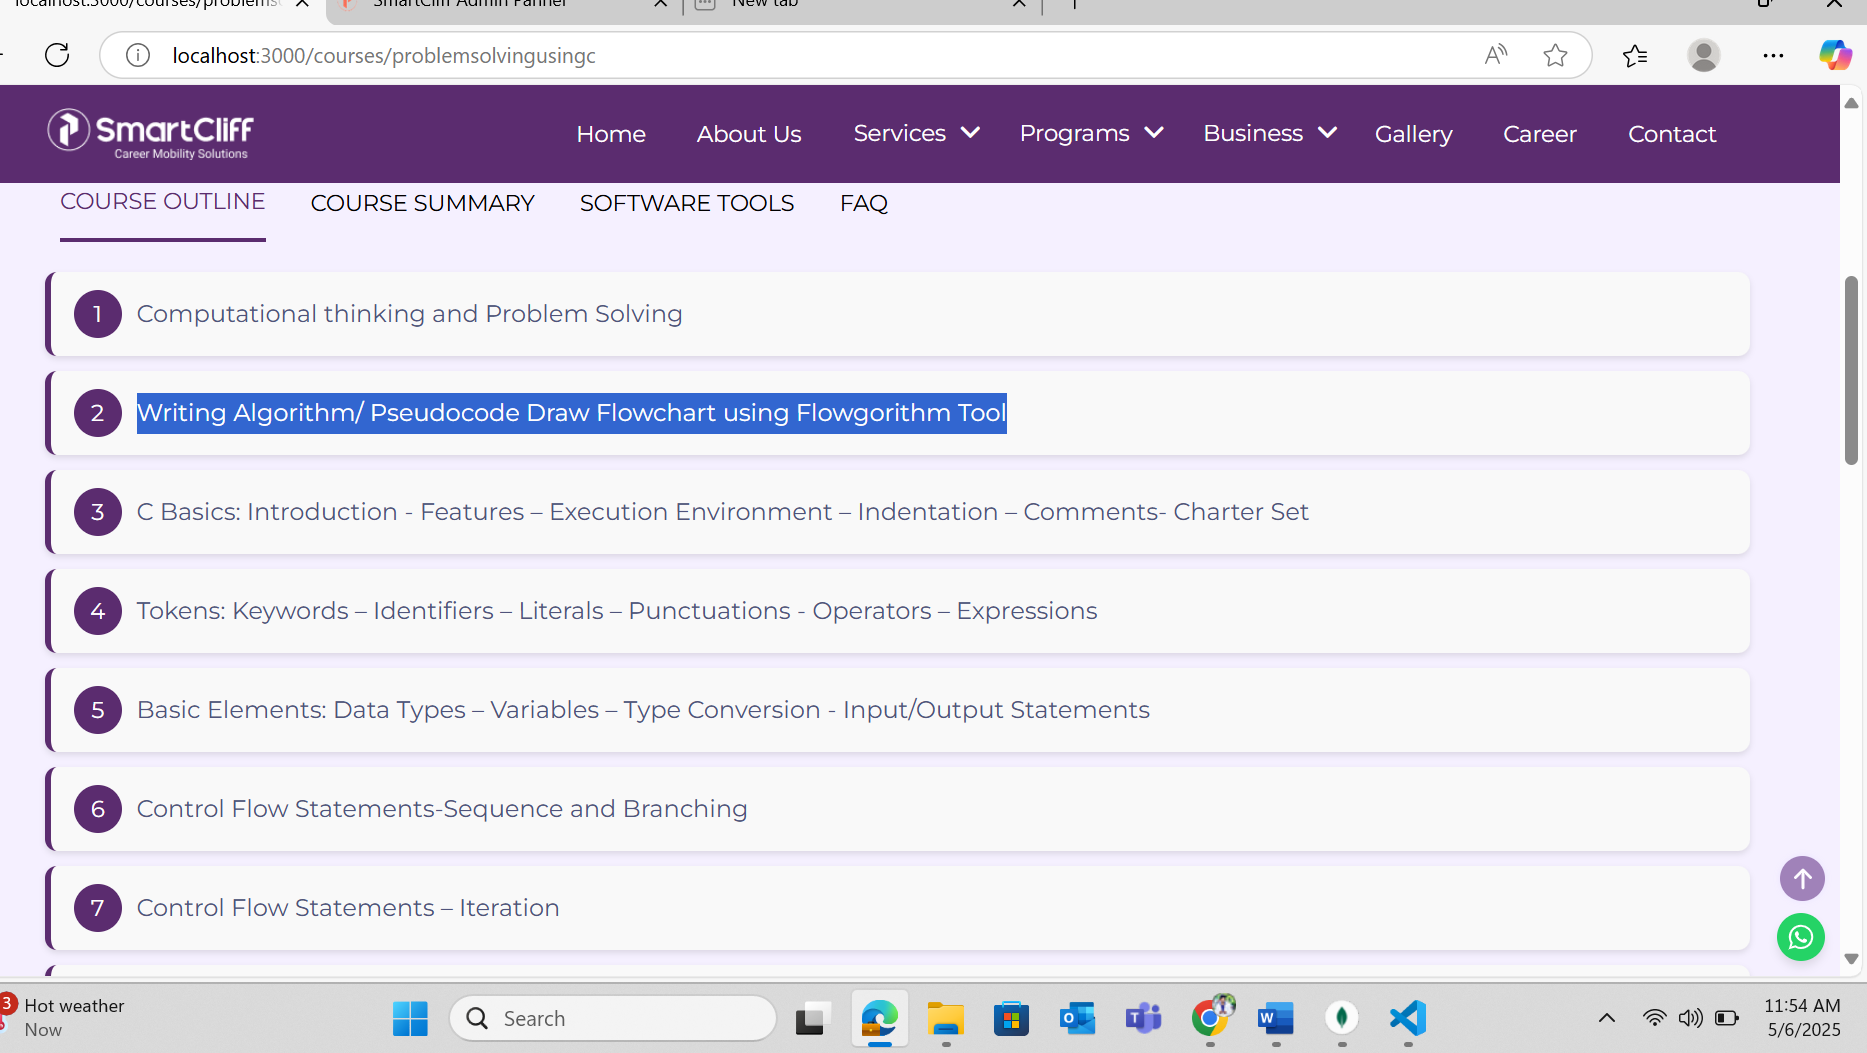 localhost:3000/courses/problems
SmartCliff Admin Pannel
New tab
localhost:3000/courses/problemsolvingusingc
SmartCliff
Career Mobility Solutions
Home
About Us
Services
Programs
Business
Gallery
Career
Contact
COURSE OUTLINE
COURSE SUMMARY
SOFTWARE TOOLS
FAQ
1 Computational thinking and Problem Solving
2 Writing Algorithm/ Pseudocode Draw Flowchart using Flowgorithm Tool
3 C Basics: Introduction - Features – Execution Environment – Indentation – Comments- Charter Set
4 Tokens: Keywords – Identifiers – Literals – Punctuations - Operators – Expressions
5 Basic Elements: Data Types – Variables – Type Conversion - Input/Output Statements
6 Control Flow Statements-Sequence and Branching
7 Control Flow Statements – Iteration
3
Hot weather
Now
Search
11:54 AM
5/6/2025